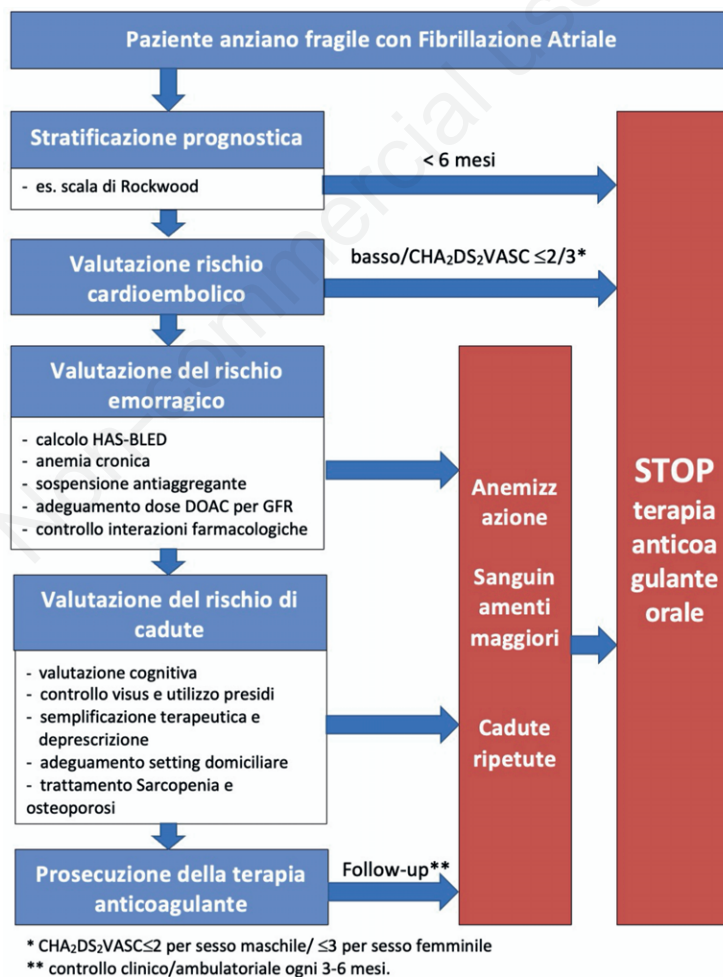 Paziente anziano fragile con Fibrillazione Atriale
Stratificazione prognostica
- es. scala di Rockwood
< 6 mesi
Valutazione rischio
cardioembolico
basso/CHA₂DS₂VASC ≤2/3*
Valutazione del rischio
emorragico
- calcolo HAS-BLED
- anemia cronica
- sospensione antiaggregante
- adeguamento dose DOAC per GFR
- controllo interazioni farmacologiche
Valutazione del rischio di
cadute
- valutazione cognitiva
- controllo visus e utilizzo presidi
- semplificazione terapeutica e
deprescrizione
- adeguamento setting domiciliare
- trattamento Sarcopenia e
osteoporosi
Prosecuzione della terapia
anticoagulante
Follow-up**
Anemizz
azione
Sanguin
amenti
maggiori
Cadute
ripetute
STOP
terapia
anticoa
gulante
orale
* CHA₂DS₂VASC≤2 per sesso maschile/ ≤3 per sesso femminile
** controllo clinico/ambulatoriale ogni 3-6 mesi.
Non-commercial us